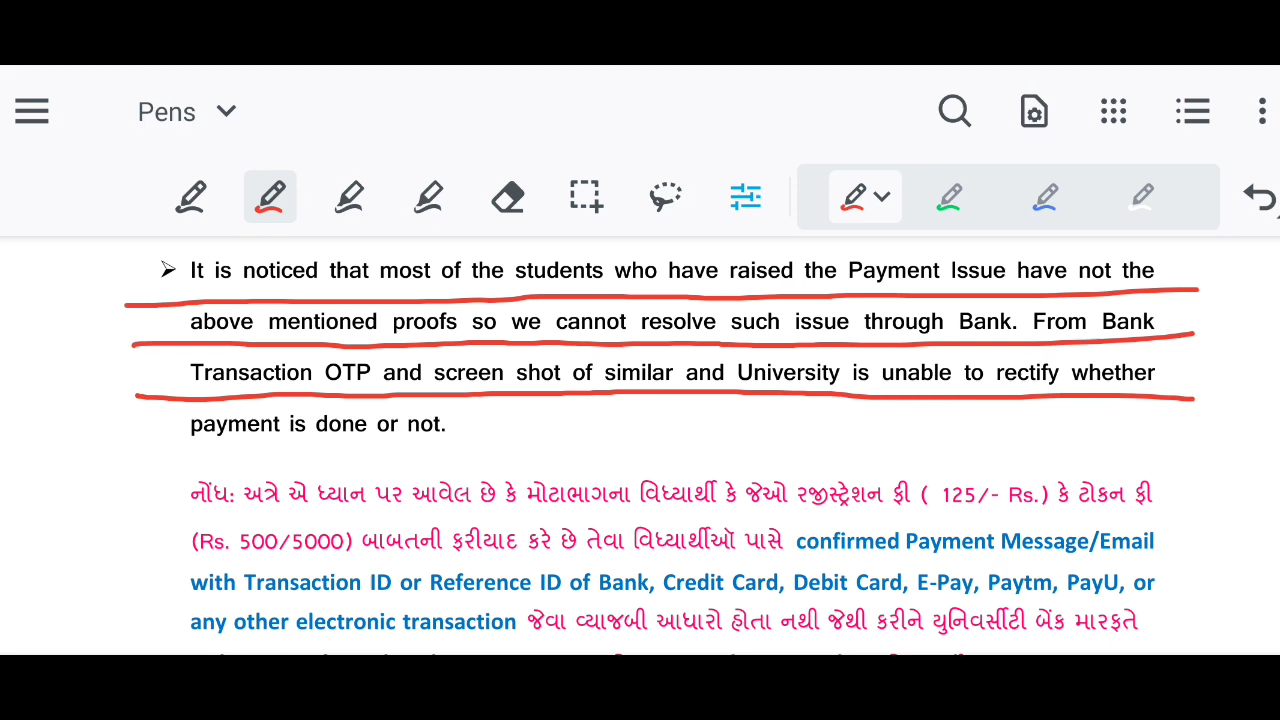 Pens
➢ It is noticed that most of the students who have raised the Payment Issue have not the
above mentioned proofs so we cannot resolve such issue through Bank. From Bank
Transaction OTP and screen shot of similar and University is unable to rectify whether
payment is done or not.
નોંધ: અત્રે એ ધ્યાન પર આવેલ છે કે મોટાભાગના વિધ્યાર્થી કે જેઓ રજીસ્ટ્રેશન ફી ( 125/- Rs.) કે ટોકન ફી
(Rs. 500/5000) બાબતની ફરીયાદ કરે છે તેવા વિધ્યાર્થીઑ પાસે confirmed Payment Message/Email
with Transaction ID or Reference ID of Bank, Credit Card, Debit Card, E-Pay, Paytm, PayU, or
any other electronic transaction જેવા વ્યાજબી આધારો હોતા નથી જેથી કરીને યુનિવર્સીટી બેંક મારફતે